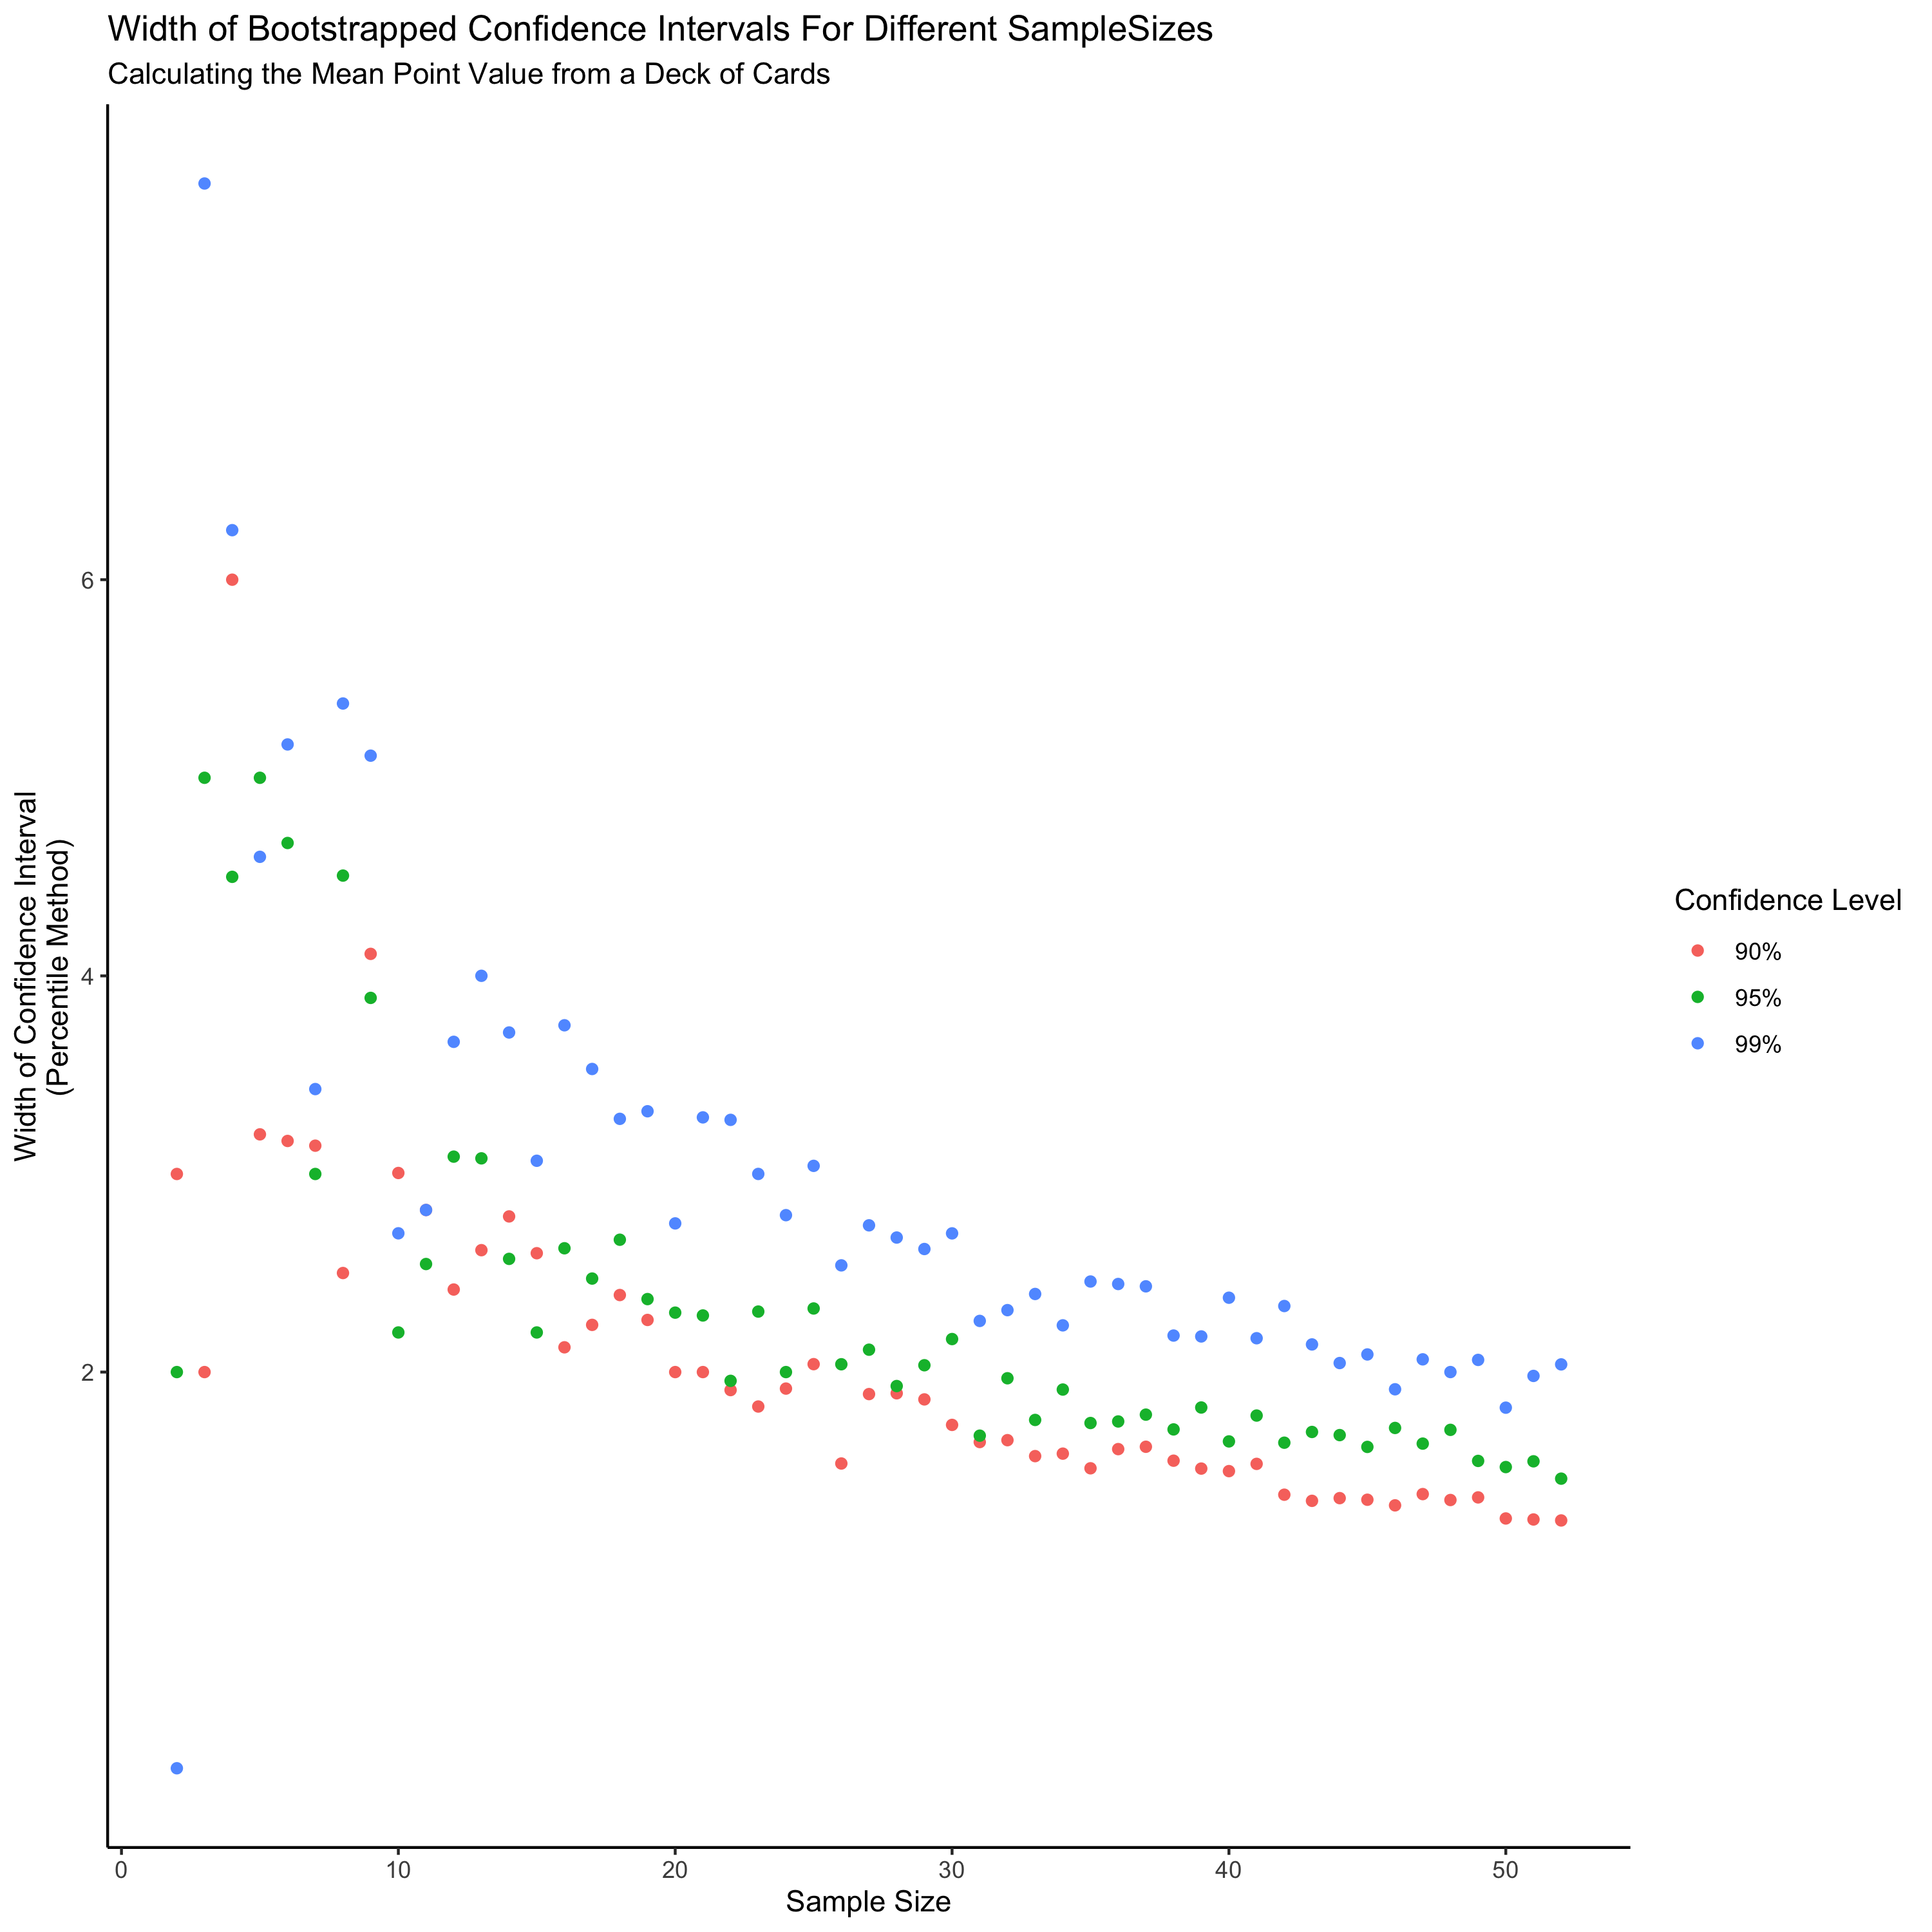 Width of Bootstrapped Confidence Intervals For Different SampleSizes
Calculating the Mean Point Value from a Deck of Cards
Width of Confidence Interval
(Percentile Method)
6
4
2
0
10
20
30
40
50
Sample Size
Confidence Level
90%
95%
99%